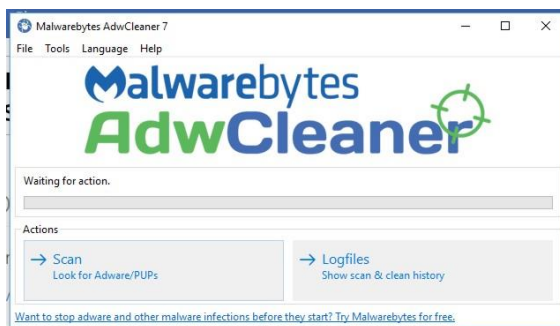 Malwarebytes AdwCleaner 7
File Tools Language Help
Malwarebytes
AdwCleaner
Waiting for action.
Actions
Scan
Look for Adware/PUPs
Logfiles
Show scan & clean history
Want to stop adware and other malware infections before they start? Try Malwarebytes for free.